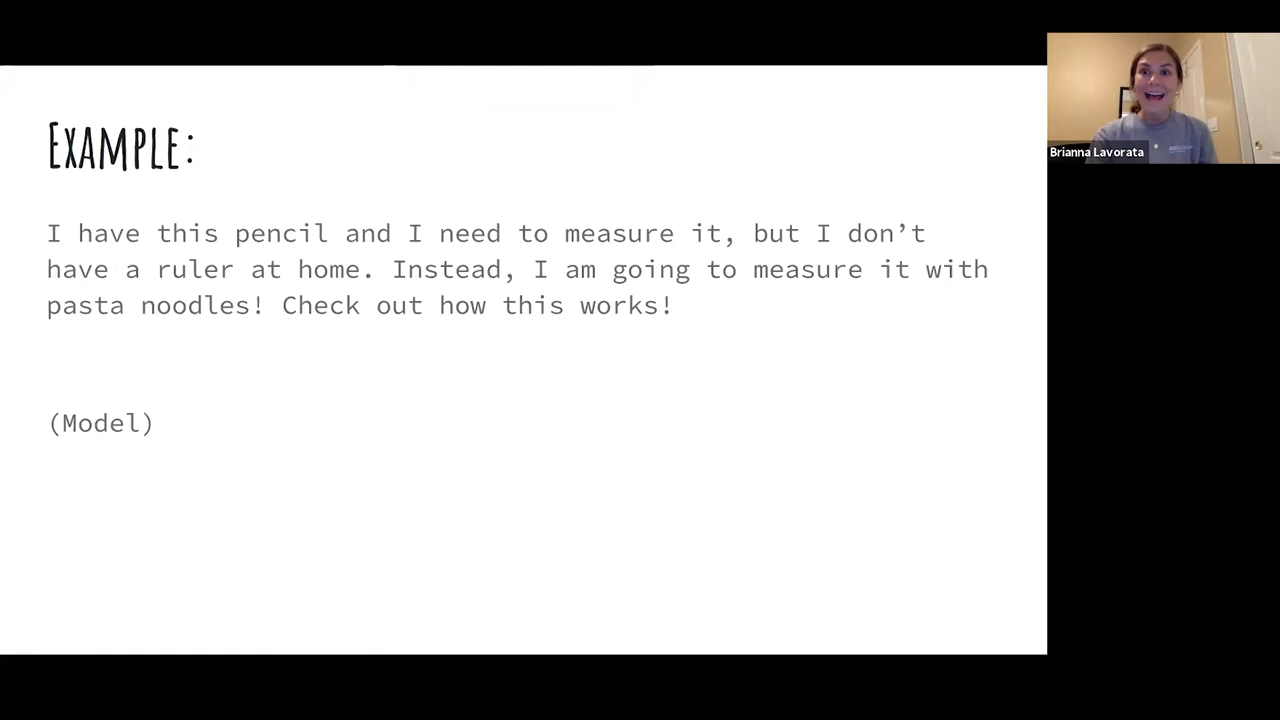 Example:
I have this pencil and I need to measure it, but I don’t
have a ruler at home. Instead, I am going to measure it with
pasta noodles! Check out how this works!
(Model)
Brianna Lavorata